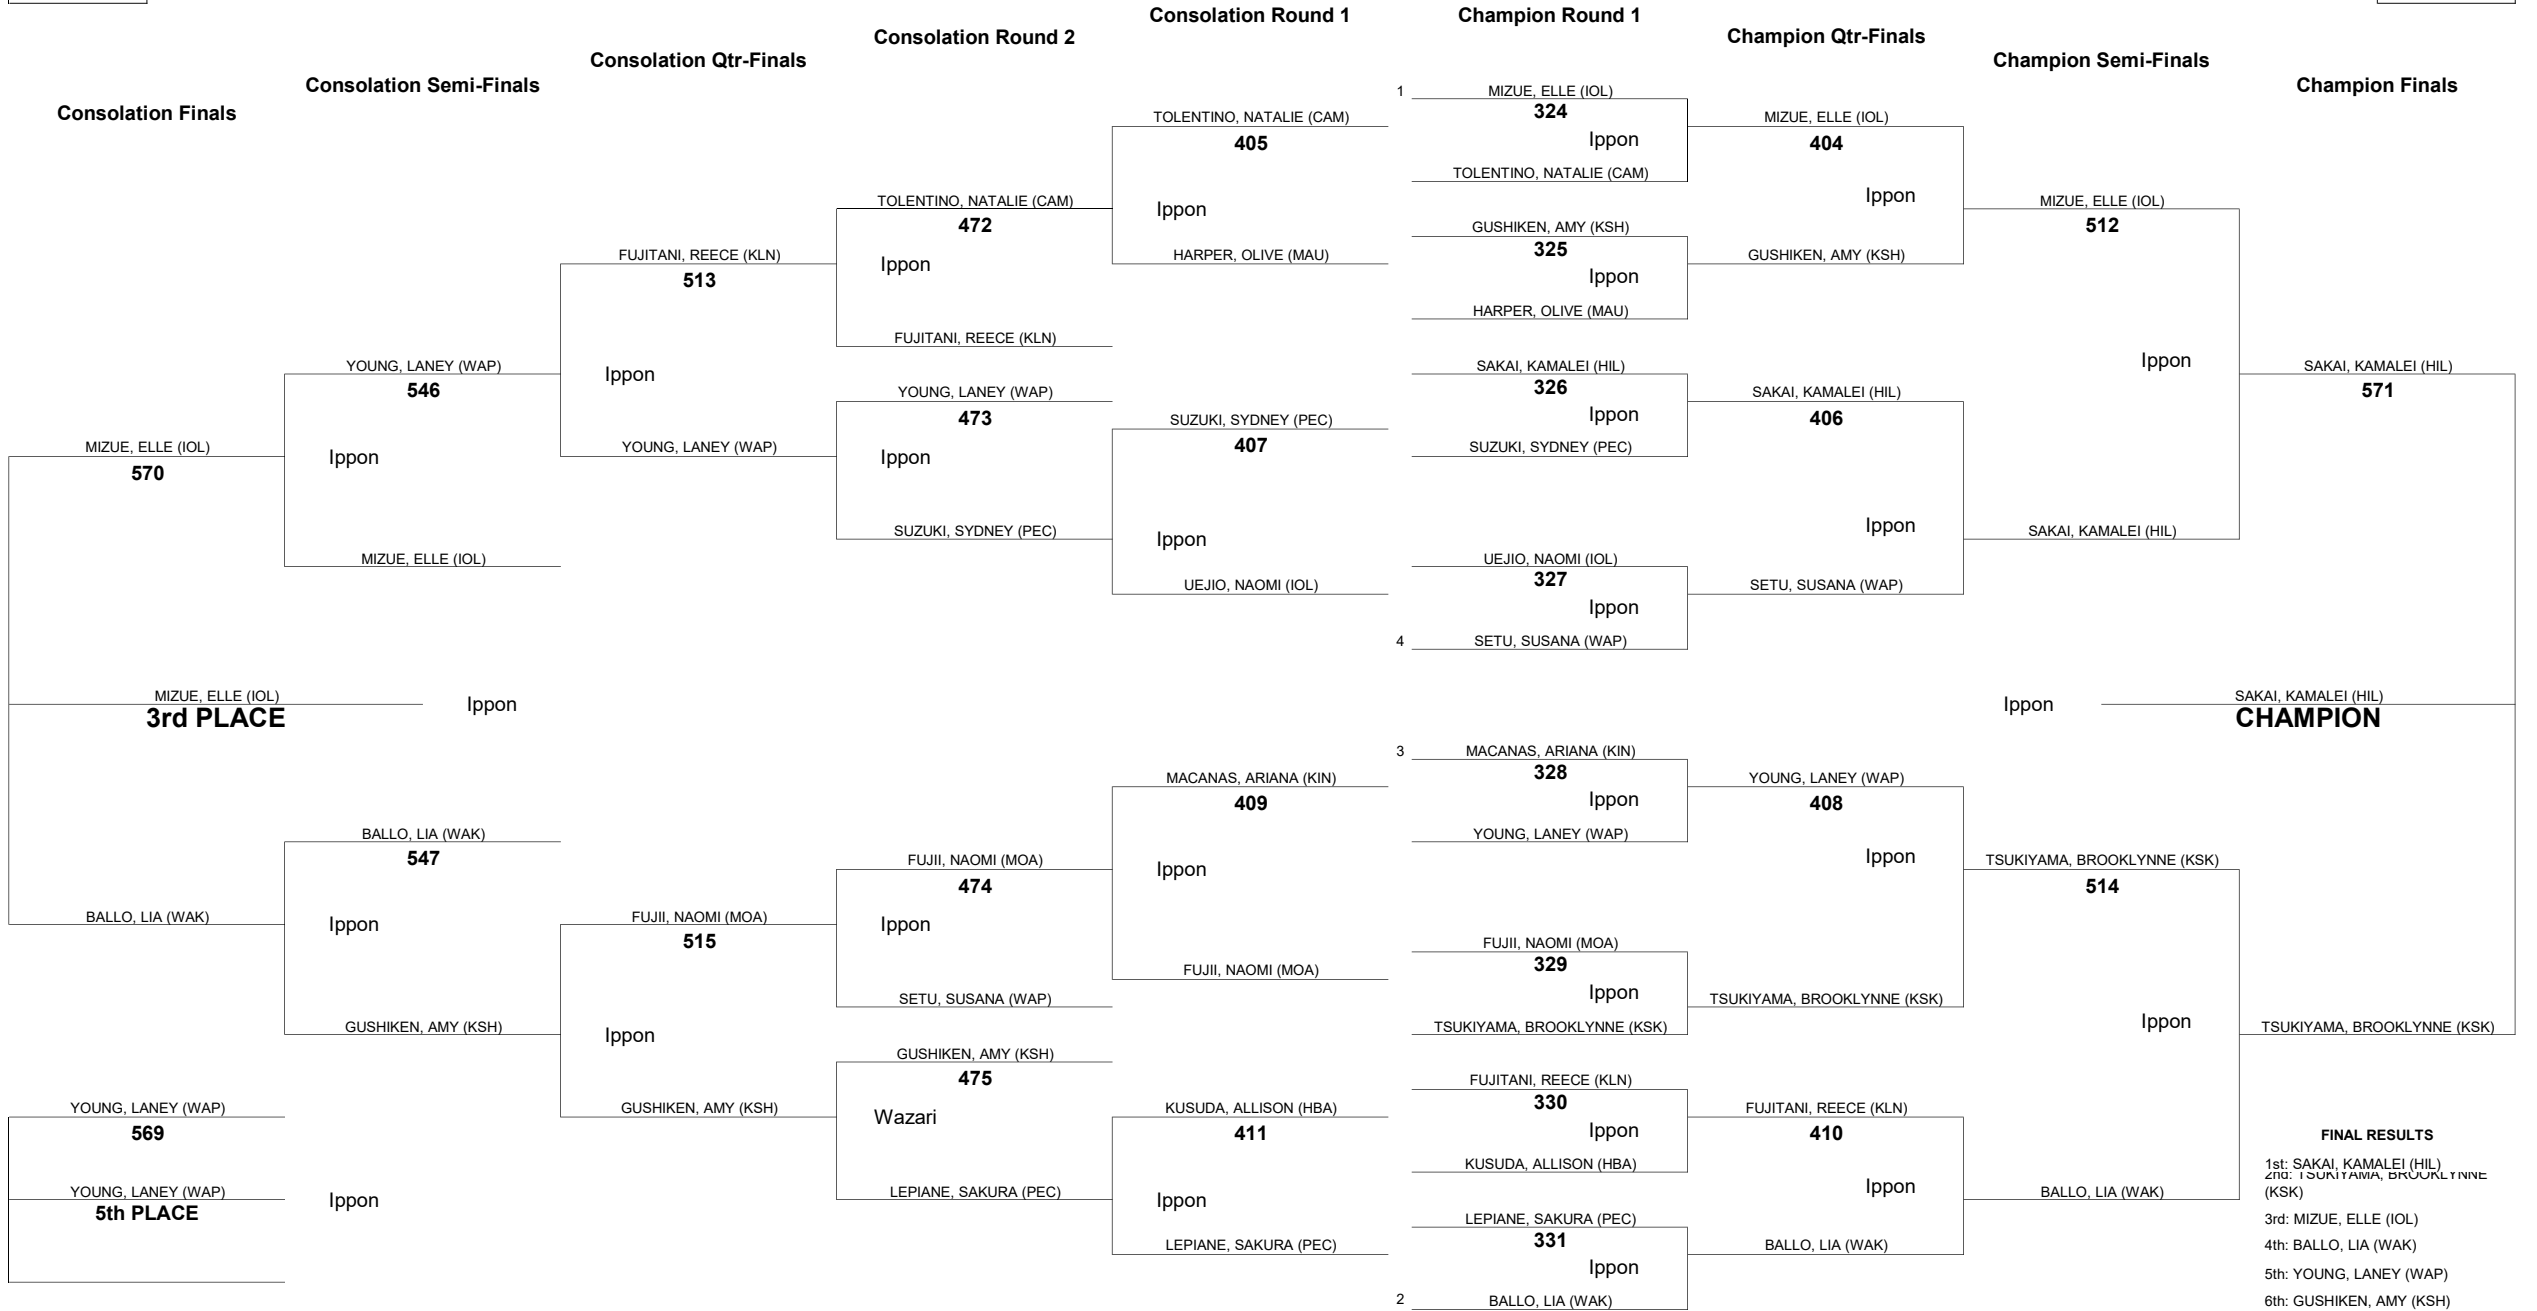 Consolation Round 1
Champion Round 1
Consolation Round 2
Champion Qtr-Finals
Consolation Qtr-Finals
Champion Semi-Finals
Consolation Semi-Finals
Champion Finals
Consolation Finals
MIZUE, ELLE (IOL)
570
BALLO, LIA (WAK)
MIZUE, ELLE (IOL)
3rd PLACE
Ippon
YOUNG, LANEY (WAP)
569
YOUNG, LANEY (WAP)
5th PLACE
Ippon
YOUNG, LANEY (WAP)
546
Ippon
MIZUE, ELLE (IOL)
BALLO, LIA (WAK)
547
Ippon
GUSHIKEN, AMY (KSH)
FUJITANI, REECE (KLN)
513
Ippon
YOUNG, LANEY (WAP)
FUJII, NAOMI (MOA)
515
Ippon
GUSHIKEN, AMY (KSH)
TOLENTINO, NATALIE (CAM)
472
Ippon
FUJITANI, REECE (KLN)
YOUNG, LANEY (WAP)
473
Ippon
SUZUKI, SYDNEY (PEC)
FUJII, NAOMI (MOA)
474
Ippon
SETU, SUSANA (WAP)
GUSHIKEN, AMY (KSH)
475
Wazari
LEPIANE, SAKURA (PEC)
TOLENTINO, NATALIE (CAM)
405
Ippon
HARPER, OLIVE (MAU)
SUZUKI, SYDNEY (PEC)
407
Ippon
UEJIO, NAOMI (IOL)
MACANAS, ARIANA (KIN)
409
Ippon
FUJII, NAOMI (MOA)
KUSUDA, ALLISON (HBA)
411
Ippon
LEPIANE, SAKURA (PEC)
1 MIZUE, ELLE (IOL)
324
Ippon
TOLENTINO, NATALIE (CAM)
GUSHIKEN, AMY (KSH)
325
Ippon
HARPER, OLIVE (MAU)
SAKAI, KAMALEI (HIL)
326
Ippon
SUZUKI, SYDNEY (PEC)
UEJIO, NAOMI (IOL)
327
Ippon
4 SETU, SUSANA (WAP)
3 MACANAS, ARIANA (KIN)
328
Ippon
YOUNG, LANEY (WAP)
FUJII, NAOMI (MOA)
329
Ippon
TSUKIYAMA, BROOKLYNNE (KSK)
FUJITANI, REECE (KLN)
330
Ippon
KUSUDA, ALLISON (HBA)
LEPIANE, SAKURA (PEC)
331
Ippon
2 BALLO, LIA (WAK)
MIZUE, ELLE (IOL)
404
Ippon
GUSHIKEN, AMY (KSH)
SAKAI, KAMALEI (HIL)
406
Ippon
SETU, SUSANA (WAP)
YOUNG, LANEY (WAP)
408
Ippon
TSUKIYAMA, BROOKLYNNE (KSK)
FUJITANI, REECE (KLN)
410
Ippon
BALLO, LIA (WAK)
MIZUE, ELLE (IOL)
512
Ippon
SAKAI, KAMALEI (HIL)
TSUKIYAMA, BROOKLYNNE (KSK)
514
Ippon
BALLO, LIA (WAK)
SAKAI, KAMALEI (HIL)
571
Ippon
SAKAI, KAMALEI (HIL)
CHAMPION
TSUKIYAMA, BROOKLYNNE (KSK)
FINAL RESULTS
1st: SAKAI, KAMALEI (HIL)
2nd: TSUKIYAMA, BROOKLYNNE
(KSK)
3rd: MIZUE, ELLE (IOL)
4th: BALLO, LIA (WAK)
5th: YOUNG, LANEY (WAP)
6th: GUSHIKEN, AMY (KSH)